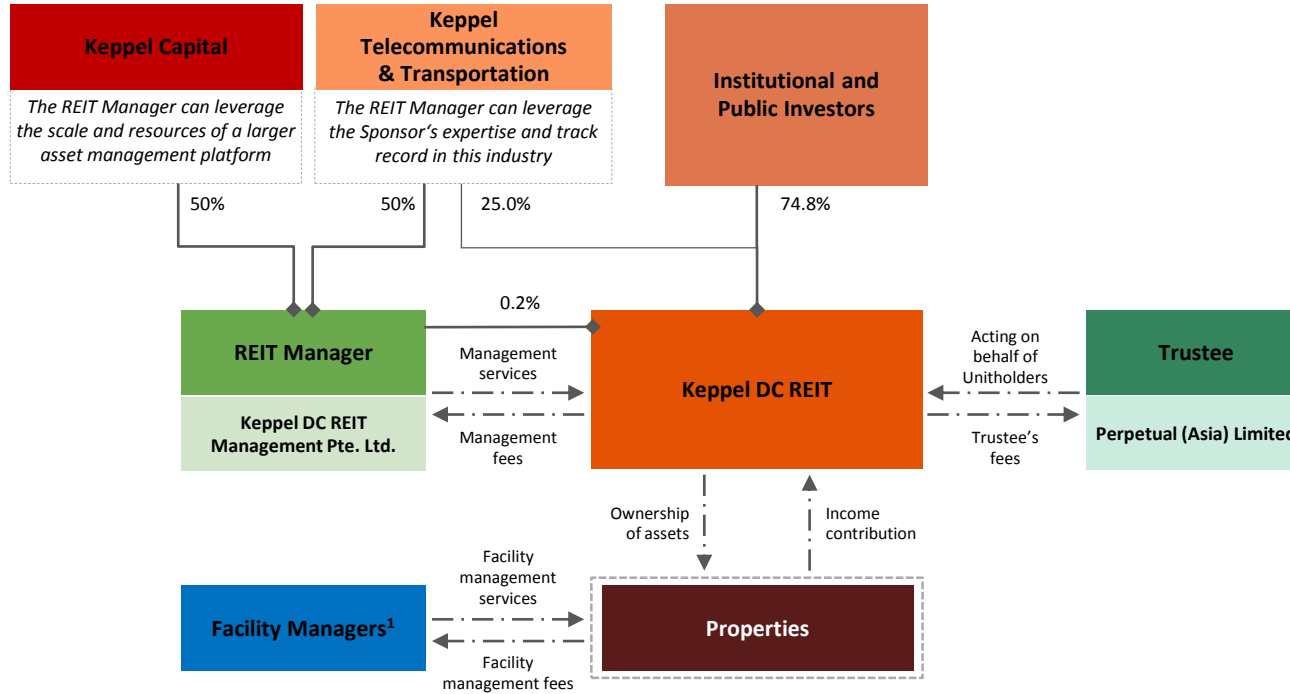 Keppel Capital
The REIT Manager can leverage
the scale and resources of a larger
asset management platform
Keppel
Telecommunications
& Transportation
The REIT Manager can leverage
the Sponsor‘s expertise and track
record in this industry
Institutional and
Public Investors
50%
50%
25.0%
74.8%
0.2%
REIT Manager
Keppel DC REIT
Management Pte. Ltd.
Management
services
Management
fees
Keppel DC REIT
Acting on
behalf of
Unitholders
Trustee's
fees
Trustee
Perpetual (Asia) Limited
Ownership
of assets
Income
contribution
Facility
management
services
Facility Managers¹
Facility
management fees
Properties